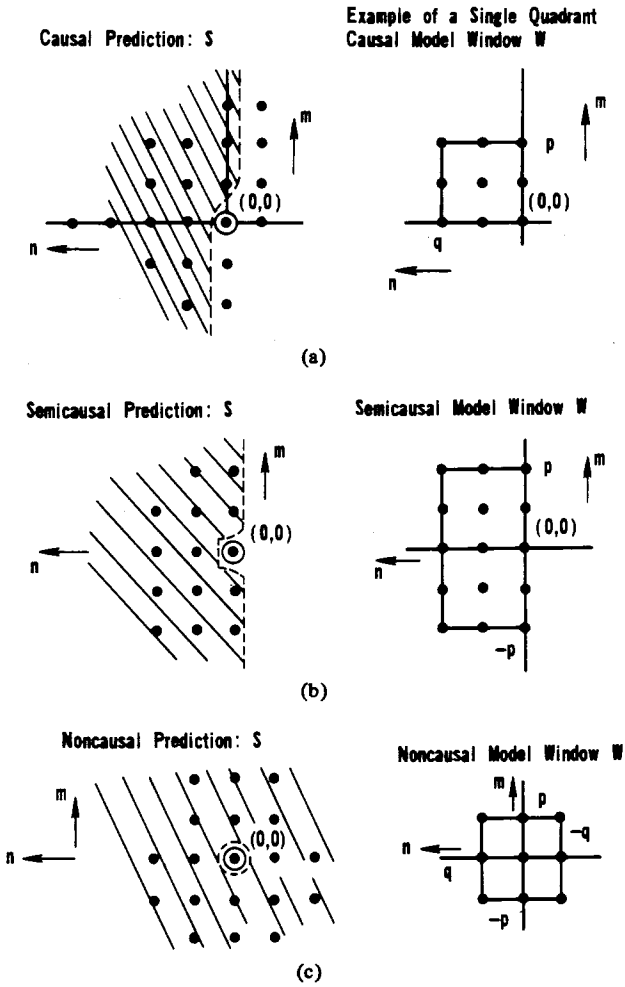 Causal Prediction: S
Example of a Single Quadrant
Causal Model Window W
m
(0,0)
n
m
p
(0,0)
q
n
(a)
Semicausal Prediction: S
Semicausal Model Window W
m
(0,0)
n
p
m
(0,0)
n
-p
(b)
Noncausal Prediction: S
Noncausal Model Window W
m
(0,0)
n
m
p
-q
n
q
-p
(c)